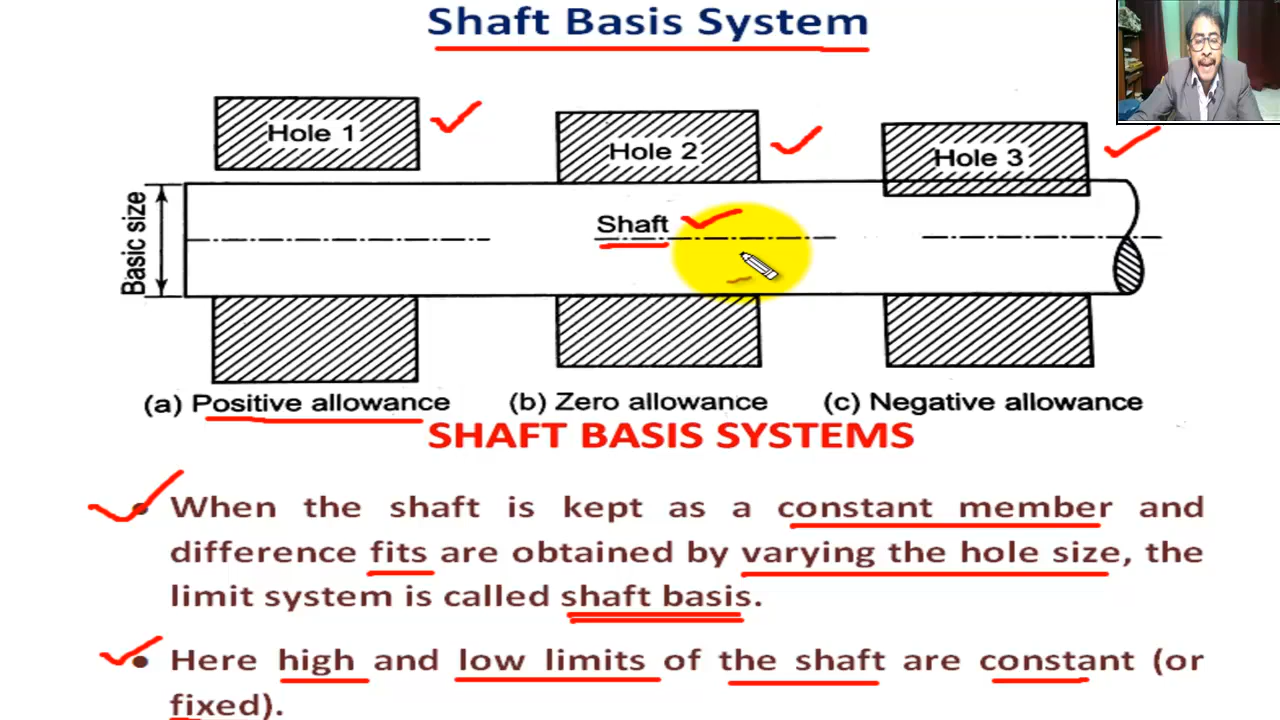 Shaft Basis System
Hole 1
Hole 2
Hole 3
Basic size
Shaft
(a) Positive allowance
(b) Zero allowance
(c) Negative allowance
SHAFT BASIS SYSTEMS
• When the shaft is kept as a constant member and
difference fits are obtained by varying the hole size, the
limit system is called shaft basis.
• Here high and low limits of the shaft are constant (or
fixed).